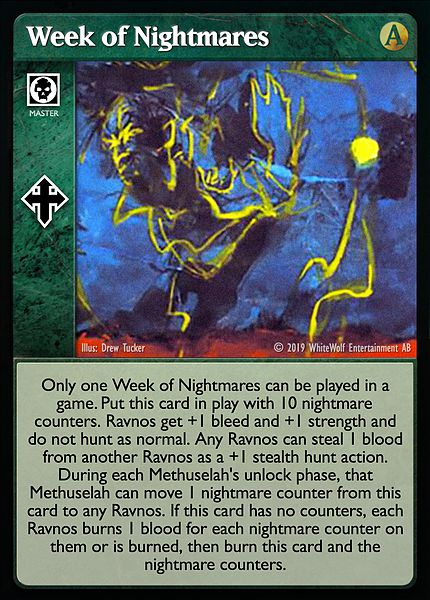 Week of Nightmares
A
MASTER
Illus: Drew Tucker
© 2019 WhiteWolf Entertainment AB
Only one Week of Nightmares can be played in a
game. Put this card in play with 10 nightmare
counters. Ravnos get +1 bleed and +1 strength and
do not hunt as normal. Any Ravnos can steal 1 blood
from another Ravnos as a +1 stealth hunt action.
During each Methuselah's unlock phase, that
Methuselah can move 1 nightmare counter from this
card to any Ravnos. If this card has no counters, each
Ravnos burns 1 blood for each nightmare counter on
them or is burned, then burn this card and the
nightmare counters.